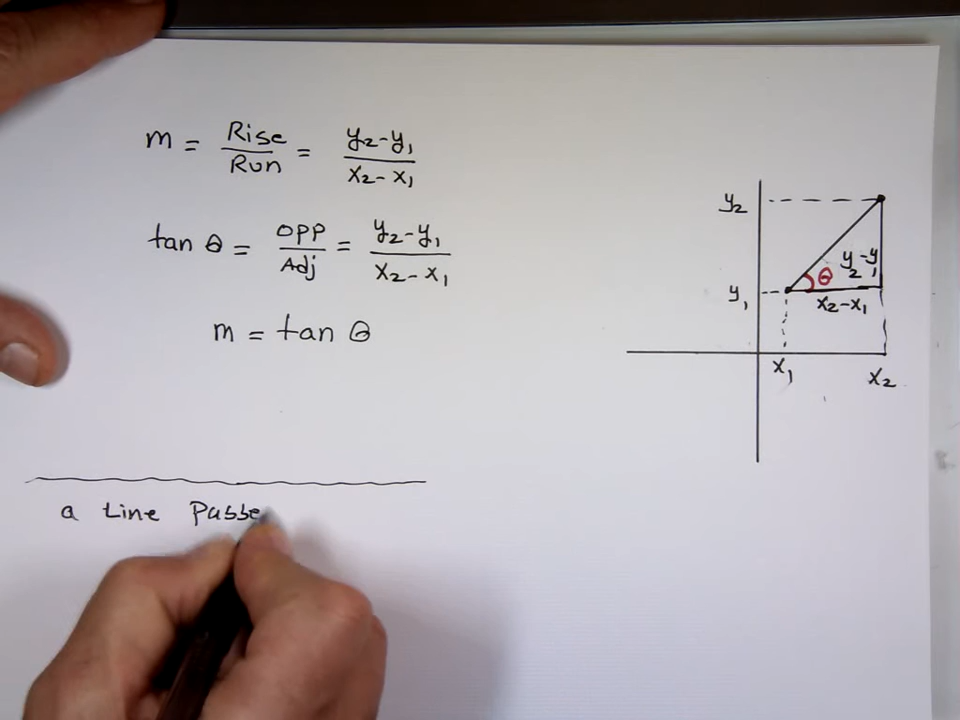 m = Rise/Run = y₂-y₁/x₂-x₁
tan θ = OPP/Adj = y₂-y₁/x₂-x₁
m = tan θ
y₂
y₂-y₁
θ
y₁
x₂-x₁
x₁
x₂
a Line Passe